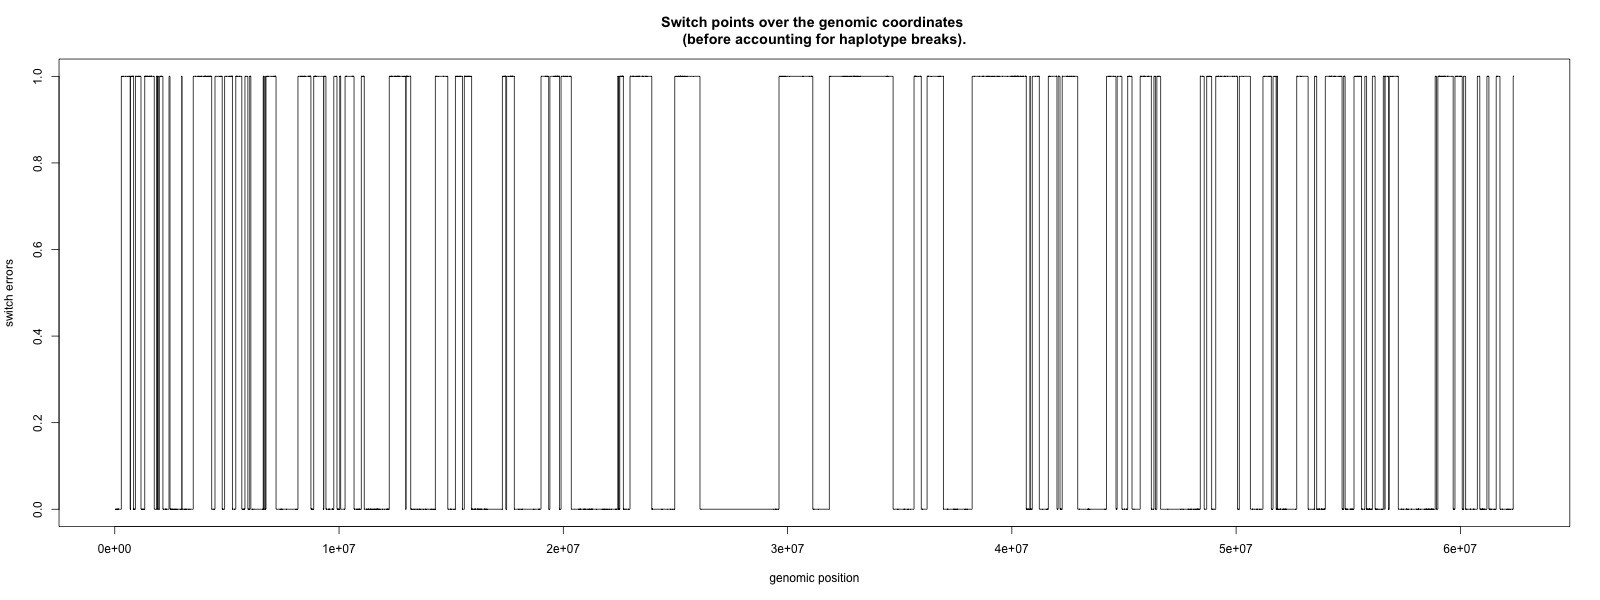 Switch points over the genomic coordinates
(before accounting for haplotype breaks).
switch errors
1.0
0.8
0.6
0.4
0.2
0.0
0e+00 1e+07 2e+07 3e+07 4e+07 5e+07 6e+07
genomic position